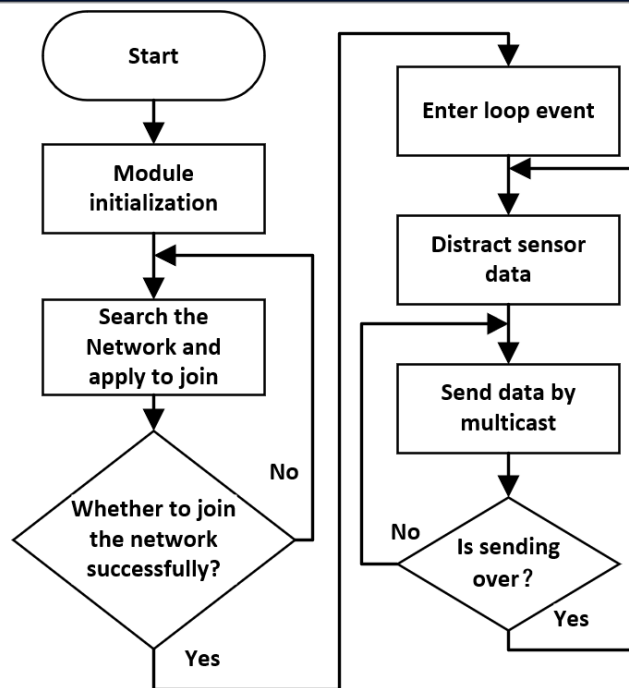 Start
Module
initialization
Search the
Network and
apply to join
No
Whether to join
the network
successfully?
Yes
Enter loop event
Distract sensor
data
Send data by
multicast
No
Is sending
over?
Yes